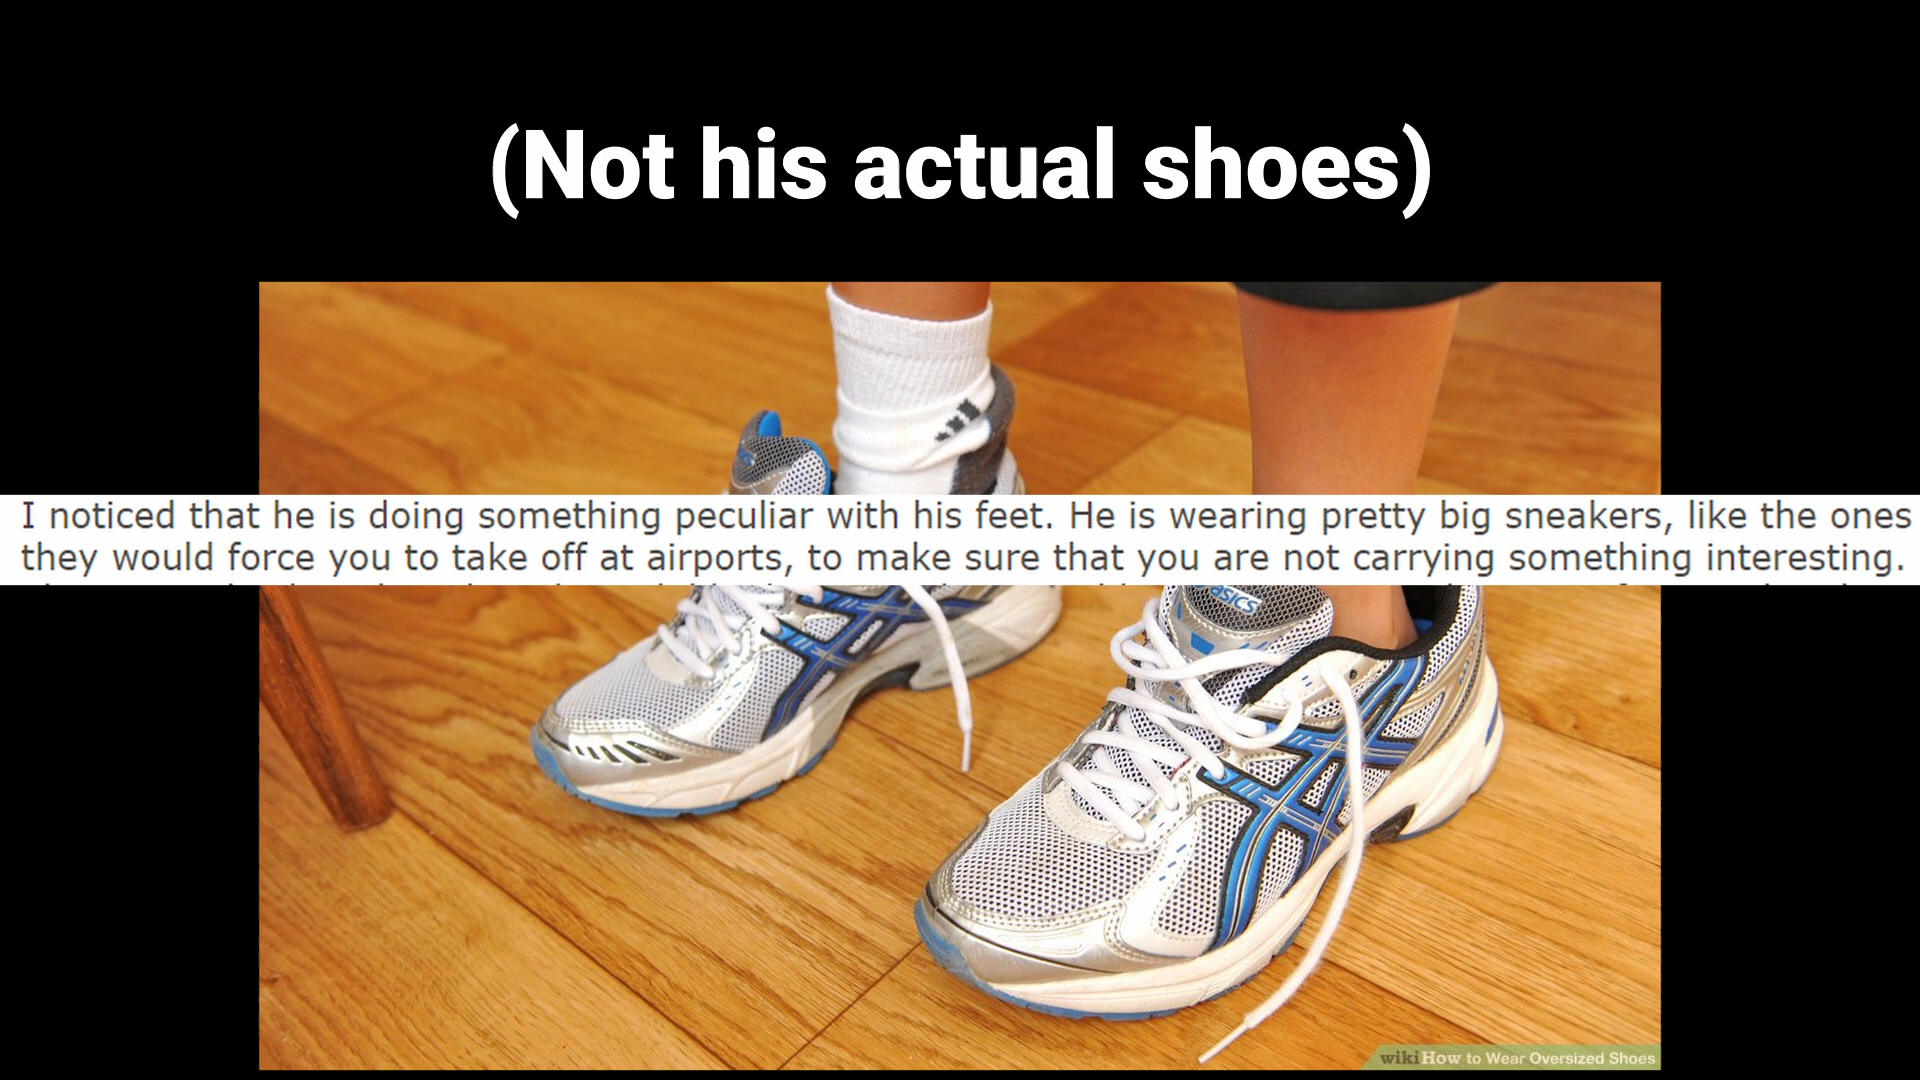 (Not his actual shoes)
I noticed that he is doing something peculiar with his feet. He is wearing pretty big sneakers, like the ones
they would force you to take off at airports, to make sure that you are not carrying something interesting.
asics
wikiHow to Wear Oversized Shoes